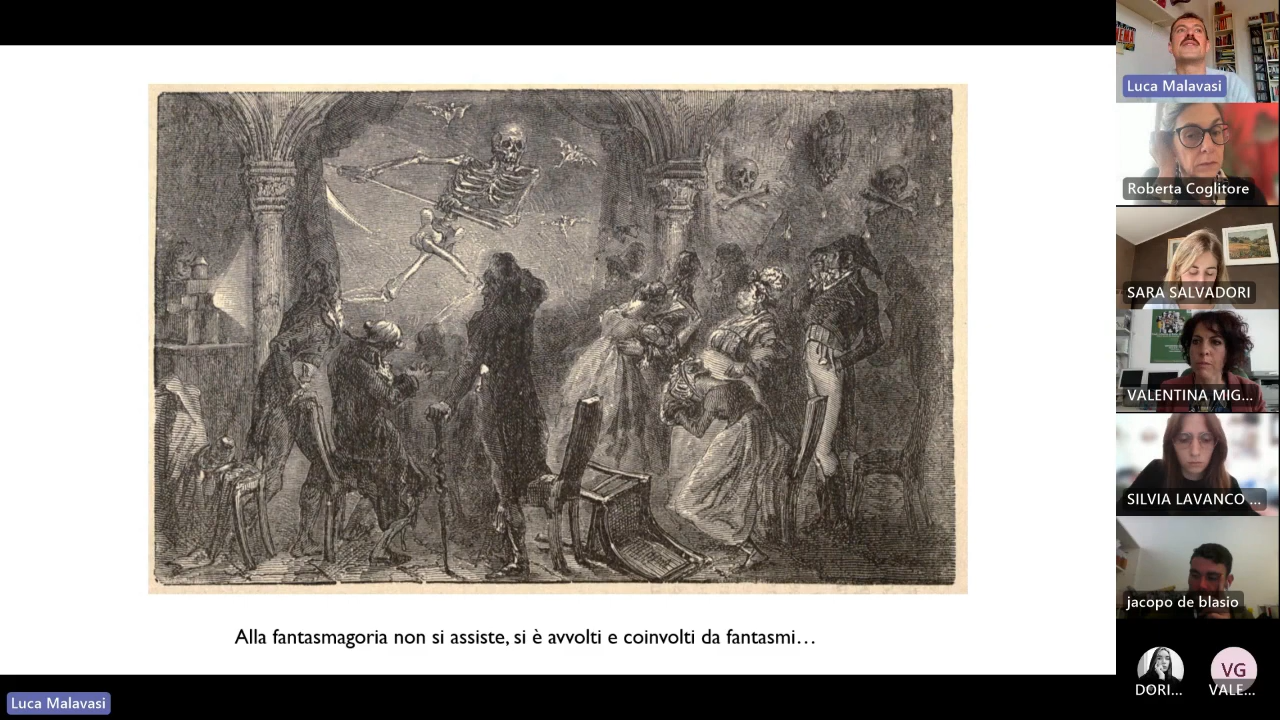 Alla fantasmagoria non si assiste, si è avvolti e coinvolti da fantasmi…
Luca Malavasi
Luca Malavasi
Roberta Coglitore
SARA SALVADORI
VALENTINA MIG...
SILVIA LAVANCO ...
jacopo de blasio
VG
DORI...
VALE...